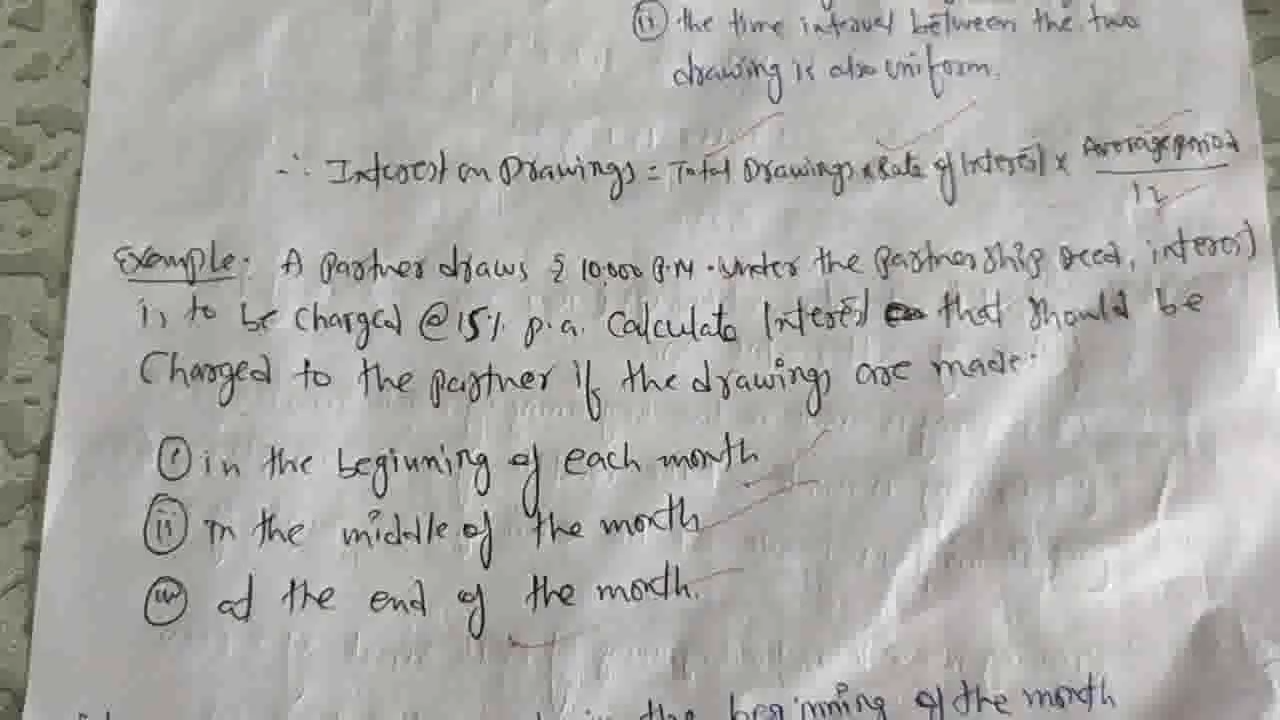 (ii) the time intraval between the two
drawing is also uniform.
∴ Interest on Drawings = Total Drawings x Rate of Interest x Average period / 12
Example: A partner draws ₹ 10,000 P.M. under the partnership deed, interest
is to be charged @ 15% p.a. Calculate Interest that should be
Charged to the partner if the drawings are made:
(i) in the beginning of each month
(ii) in the middle of the month
(iii) at the end of the month.
in the beginning of the month